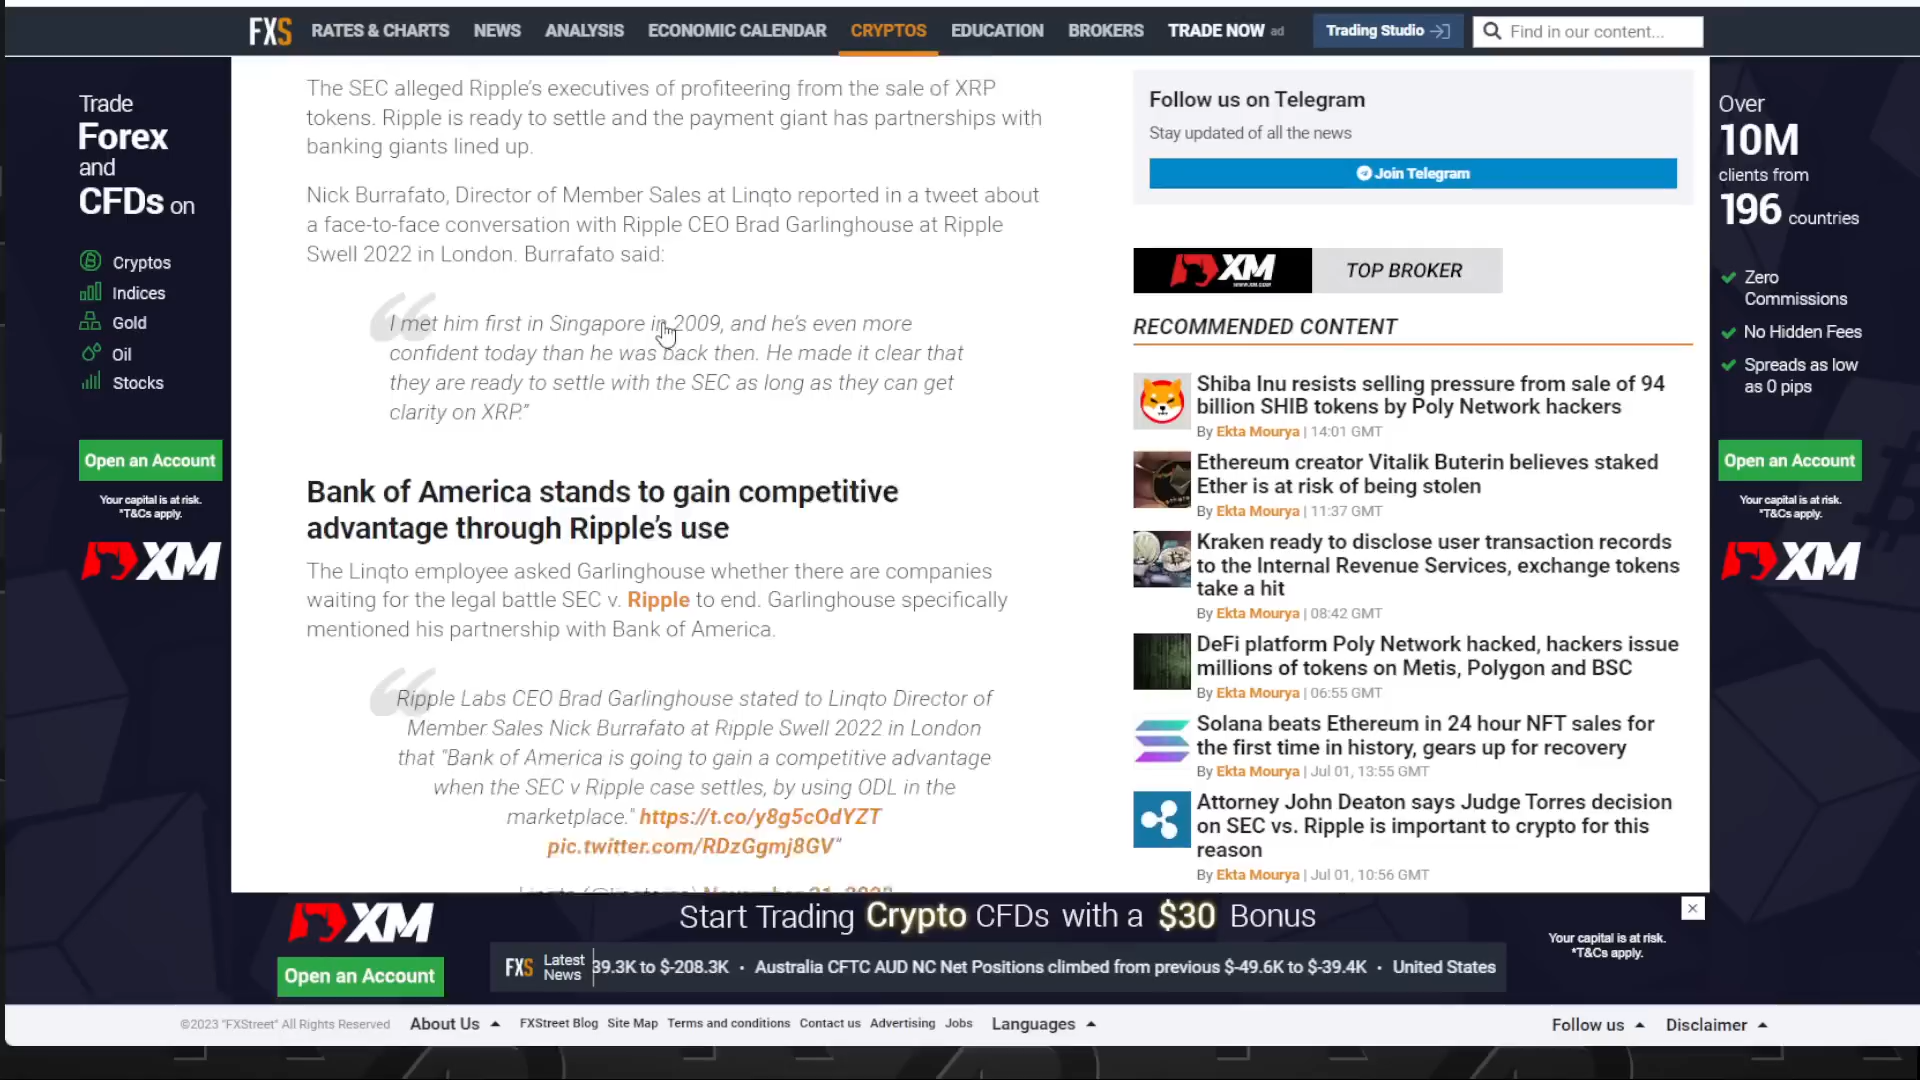 FXS RATES & CHARTS NEWS ANALYSIS ECONOMIC CALENDAR CRYPTOS EDUCATION BROKERS TRADE NOW ad Trading Studio Find in our content...
Trade
Forex
and
CFDs on
Cryptos
Indices
Gold
Oil
Stocks
Open an Account
Your capital is at risk.
*T&Cs apply.
XM
The SEC alleged Ripple's executives of profiteering from the sale of XRP
tokens. Ripple is ready to settle and the payment giant has partnerships with
banking giants lined up.
Nick Burrafato, Director of Member Sales at Linqto reported in a tweet about
a face-to-face conversation with Ripple CEO Brad Garlinghouse at Ripple
Swell 2022 in London. Burrafato said:
I met him first in Singapore in 2009, and he's even more
confident today than he was back then. He made it clear that
they are ready to settle with the SEC as long as they can get
clarity on XRP."
Bank of America stands to gain competitive
advantage through Ripple's use
The Linqto employee asked Garlinghouse whether there are companies
waiting for the legal battle SEC v. Ripple to end. Garlinghouse specifically
mentioned his partnership with Bank of America.
Ripple Labs CEO Brad Garlinghouse stated to Linqto Director of
Member Sales Nick Burrafato at Ripple Swell 2022 in London
that "Bank of America is going to gain a competitive advantage
when the SEC v Ripple case settles, by using ODL in the
marketplace." https://t.co/y8g5cOdYZT
pic.twitter.com/RDzGgmj8GV"
Follow us on Telegram
Stay updated of all the news
Join Telegram
XM TOP BROKER
WWW.XM.COM
RECOMMENDED CONTENT
Shiba Inu resists selling pressure from sale of 94
billion SHIB tokens by Poly Network hackers
By Ekta Mourya | 14:01 GMT
Ethereum creator Vitalik Buterin believes staked
Ether is at risk of being stolen
By Ekta Mourya | 11:37 GMT
Kraken ready to disclose user transaction records
to the Internal Revenue Services, exchange tokens
take a hit
By Ekta Mourya | 08:42 GMT
DeFi platform Poly Network hacked, hackers issue
millions of tokens on Metis, Polygon and BSC
By Ekta Mourya | 06:55 GMT
Solana beats Ethereum in 24 hour NFT sales for
the first time in history, gears up for recovery
By Ekta Mourya | Jul 01, 13:55 GMT
Attorney John Deaton says Judge Torres decision
on SEC vs. Ripple is important to crypto for this
reason
By Ekta Mourya | Jul 01, 10:56 GMT
Over
10M
clients from
196 countries
Zero
Commissions
No Hidden Fees
Spreads as low
as 0 pips
Open an Account
Your capital is at risk.
*T&Cs apply.
XM
XM
Open an Account
Start Trading Crypto CFDs with a $30 Bonus
Your capital is at risk.
*T&Cs apply.
FXS Latest News 39.3K to $-208.3K • Australia CFTC AUD NC Net Positions climbed from previous $-49.6K to $-39.4K • United States
©2023 "FXStreet" All Rights Reserved About Us FXStreet Blog Site Map Terms and conditions Contact us Advertising Jobs Languages Follow us Disclaimer